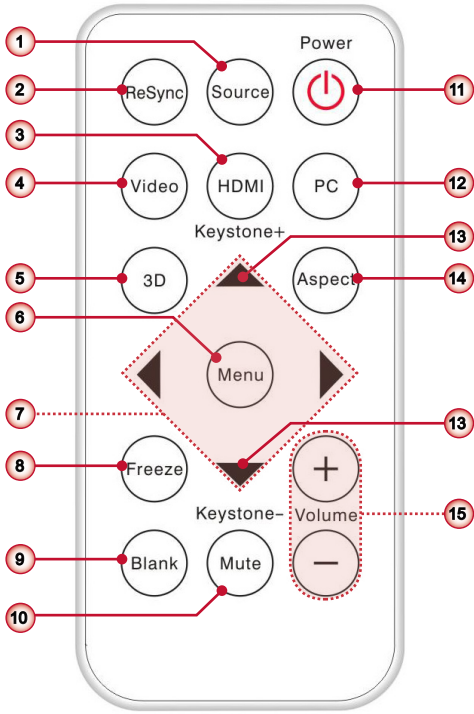 Power
1
2
ReSync
Source
11
3
4
Video
HDMI
PC
12
Keystone+
13
5
3D
Aspect
14
6
Menu
7
13
8
Freeze
+
Keystone–
Volume
15
9
Blank
Mute
–
10